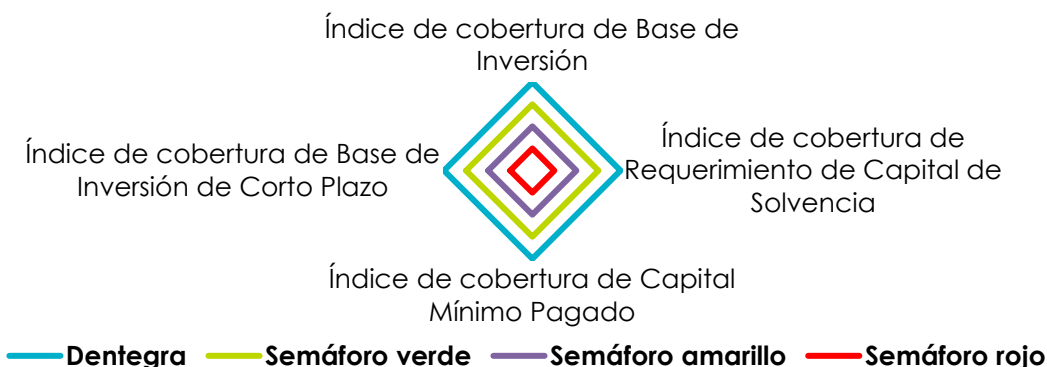 Índice de cobertura de Base de
Inversión
Índice de cobertura de Base de
Inversión de Corto Plazo
Índice de cobertura de
Requerimiento de Capital de
Solvencia
Índice de cobertura de Capital
Mínimo Pagado
Dentegra Semáforo verde Semáforo amarillo Semáforo rojo